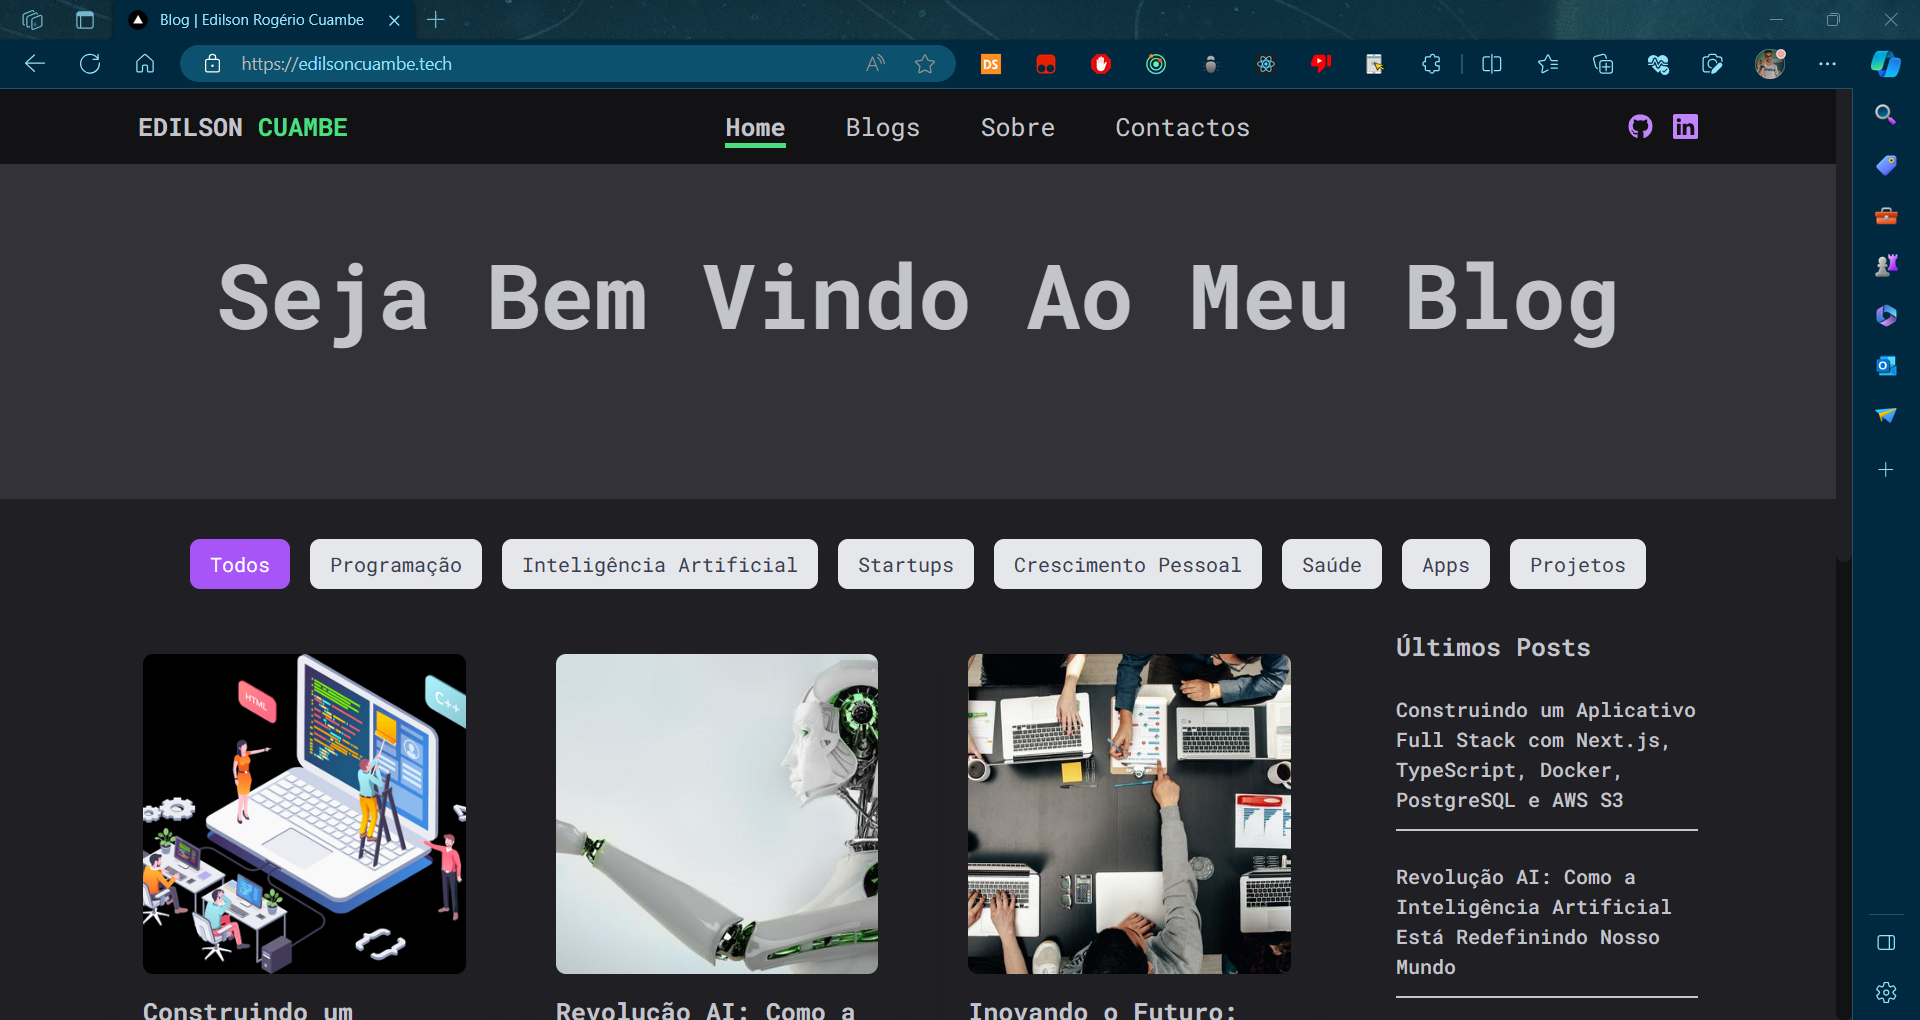 Blog | Edilson Rogério Cuambe
https://edilsoncuambe.tech
DS
EDILSON CUAMBE
Home
Blogs
Sobre
Contactos
in
Seja Bem Vindo Ao Meu Blog
Todos
Programação
Inteligência Artificial
Startups
Crescimento Pessoal
Saúde
Apps
Projetos
HTML
C++
Construindo um
Revolução AI: Como a
Inovando o Futuro:
Últimos Posts
Construindo um Aplicativo
Full Stack com Next.js,
TypeScript, Docker,
PostgreSQL e AWS S3
Revolução AI: Como a
Inteligência Artificial
Está Redefinindo Nosso
Mundo